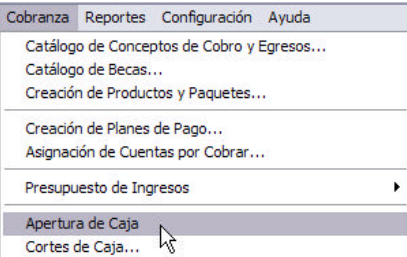 Cobranza Reportes Configuración Ayuda
Catálogo de Conceptos de Cobro y Egresos...
Catálogo de Becas...
Creación de Productos y Paquetes...
Creación de Planes de Pago...
Asignación de Cuentas por Cobrar...
Presupuesto de Ingresos
Apertura de Caja
Cortes de Caja...